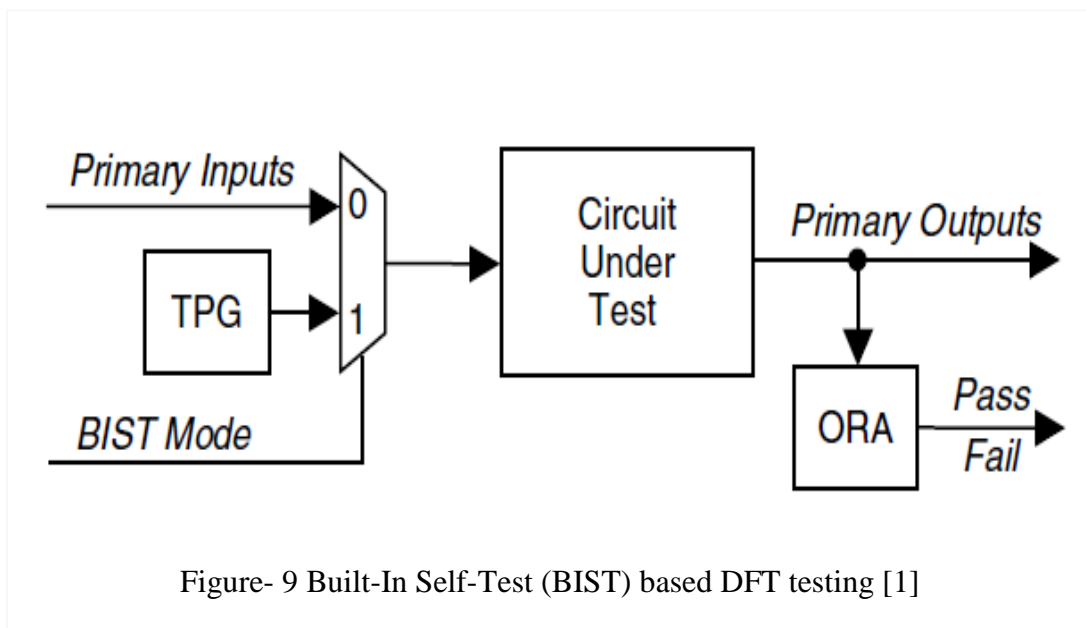 Primary Inputs
0
TPG
1
BIST Mode
Circuit
Under
Test
Primary Outputs
ORA
Pass
Fail
Figure- 9 Built-In Self-Test (BIST) based DFT testing [1]